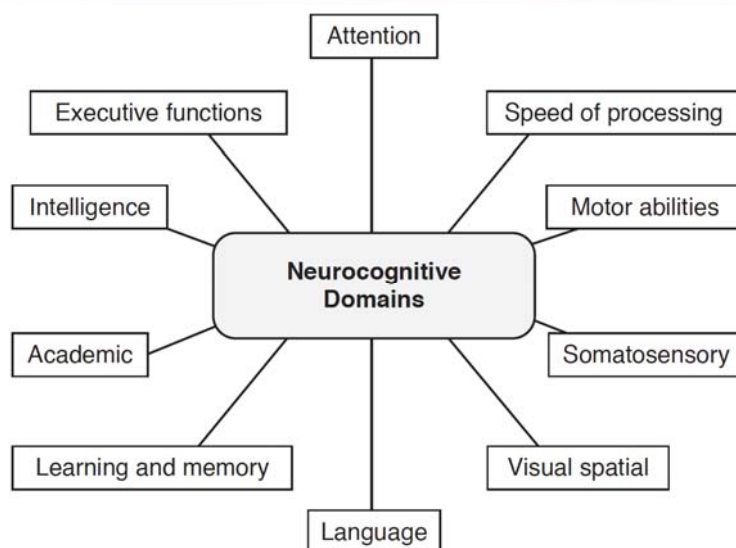 Attention
Executive functions
Speed of processing
Intelligence
Motor abilities
Neurocognitive
Domains
Academic
Somatosensory
Learning and memory
Visual spatial
Language